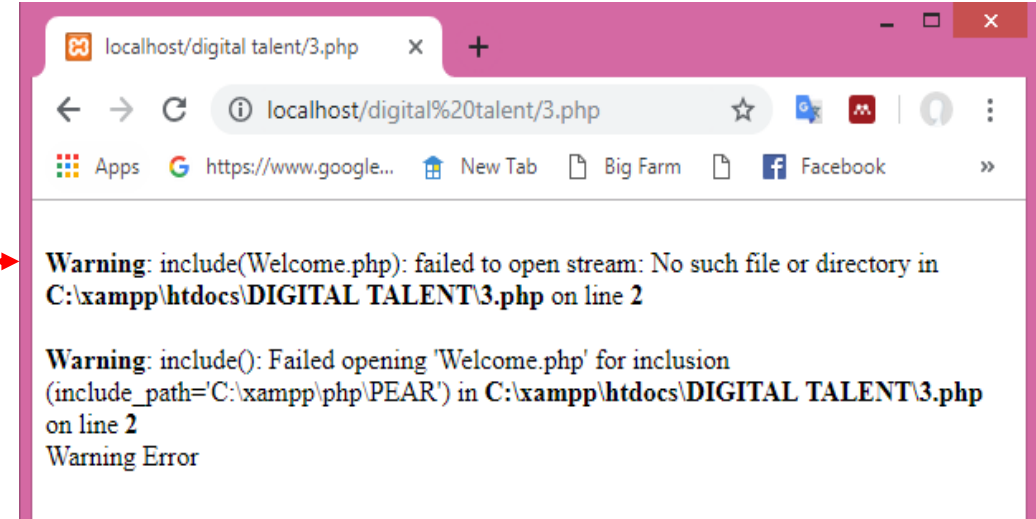 localhost/digital talent/3.php
localhost/digital%20talent/3.php
Apps G https://www.google... New Tab Big Farm f Facebook »
Warning: include(Welcome.php): failed to open stream: No such file or directory in
C:\xampp\htdocs\DIGITAL TALENT\3.php on line 2
Warning: include(): Failed opening 'Welcome.php' for inclusion
(include_path='C:\xampp\php\PEAR') in C:\xampp\htdocs\DIGITAL TALENT\3.php
on line 2
Warning Error